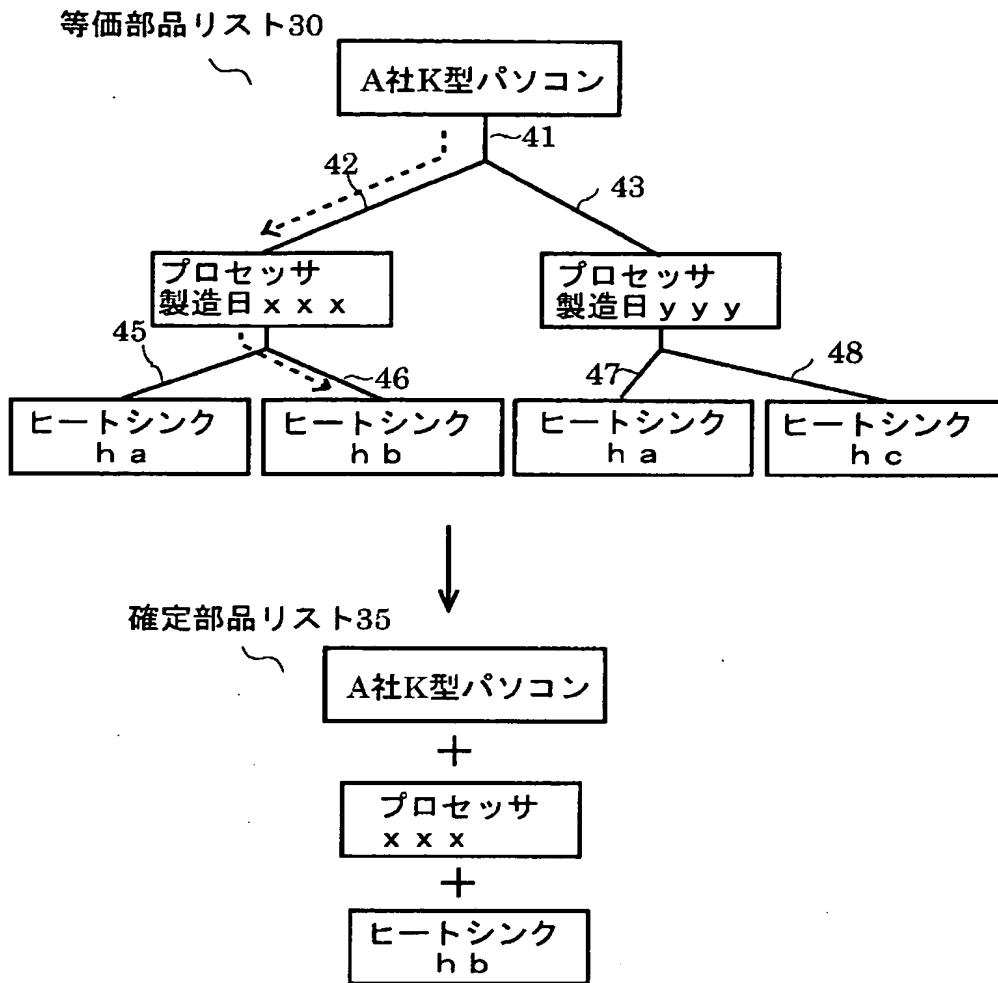 等価部品リスト30
A社K型パソコン
41
42
43
プロセッサ
製造日xxx
プロセッサ
製造日yyy
45
46
47
48
ヒートシンク
ha
ヒートシンク
hb
ヒートシンク
ha
ヒートシンク
hc
確定部品リスト35
A社K型パソコン
+
プロセッサ
xxx
+
ヒートシンク
hb